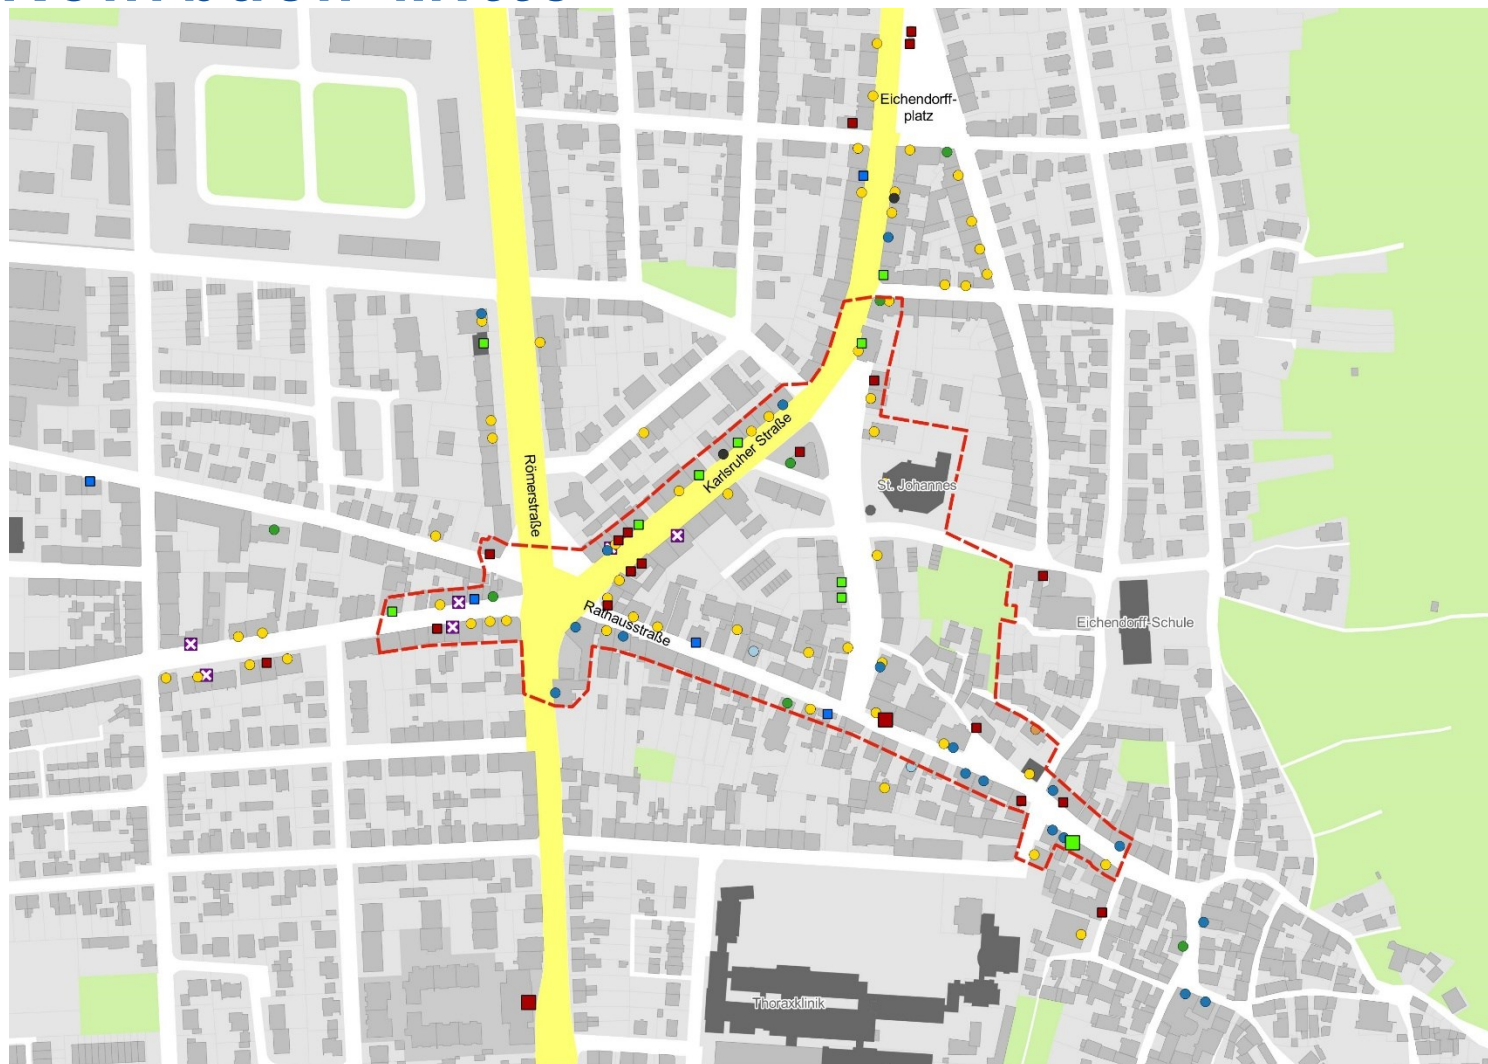 Eichendorff-
platz
Karlsruher Straße
Römerstraße
St. Johannes
Rathausstraße
Eichendorff-Schule
Thoraxklinik